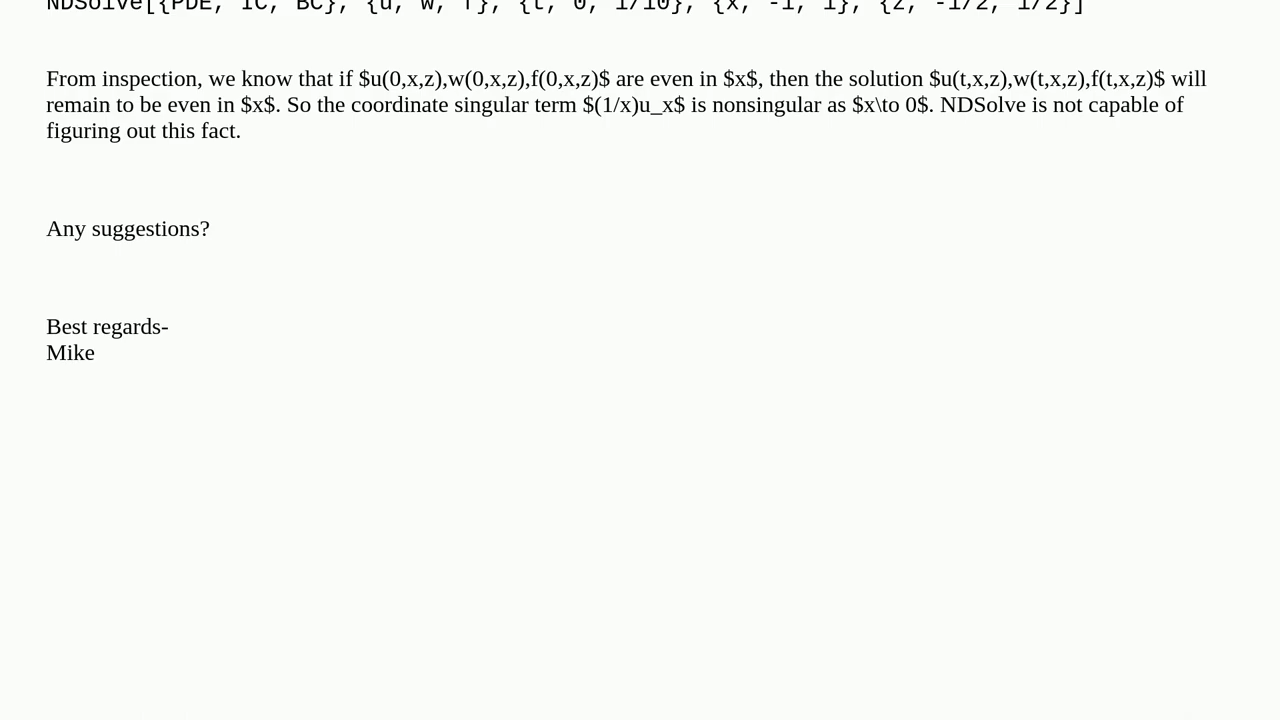 NDSolve[{PDE, IC, BC}, {u, w, f}, {t, 0, 1/10}, {x, -1, 1}, {z, -1/2, 1/2}]
From inspection, we know that if $u(0,x,z),w(0,x,z),f(0,x,z)$ are even in $x$, then the solution $u(t,x,z),w(t,x,z),f(t,x,z)$ will
remain to be even in $x$. So the coordinate singular term $(1/x)u_x$ is nonsingular as $x\to 0$. NDSolve is not capable of
figuring out this fact.
Any suggestions?
Best regards-
Mike